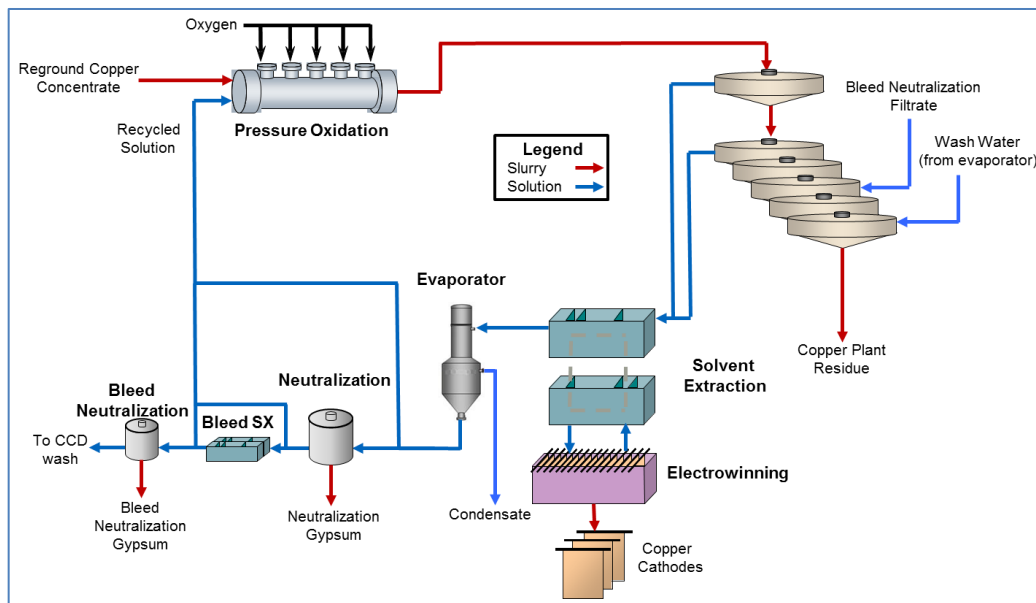 Oxygen
Reground Copper
Concentrate
Recycled
Solution
Pressure Oxidation
Legend
Slurry
Solution
Bleed Neutralization
Filtrate
Wash Water
(from evaporator)
Evaporator
Solvent
Extraction
Copper Plant
Residue
Bleed
Neutralization
Neutralization
Bleed SX
To CCD
wash
Electrowinning
Bleed
Neutralization
Gypsum
Neutralization
Gypsum
Condensate
Copper
Cathodes